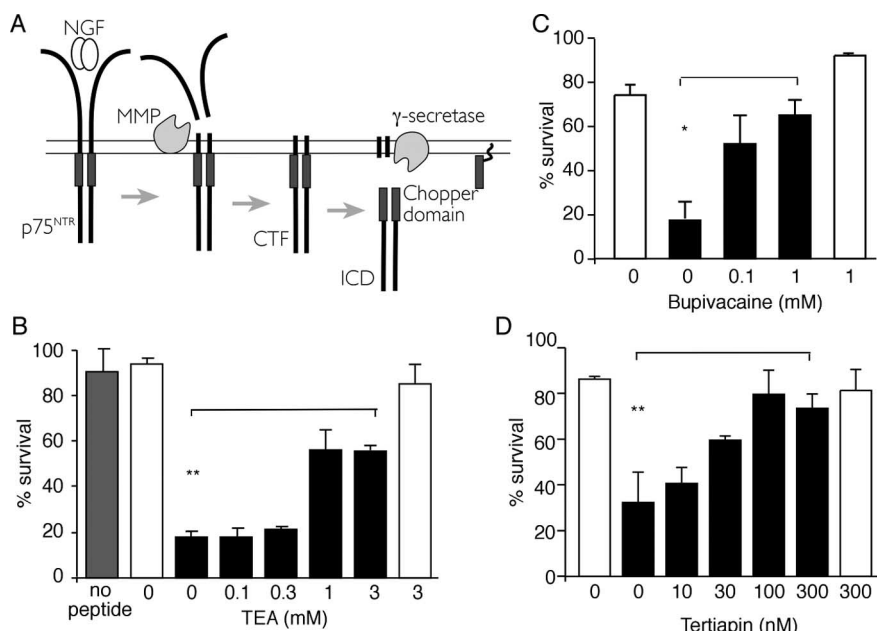 A
NGF
MMP
γ-secretase
p75NTR
CTF
Chopper
domain
ICD
B
% survival
100
80
60
40
20
0
**
no
peptide
0 0 0.1 0.3 1 3 3
TEA (mM)
C
% survival
100
80
60
40
20
0
*
0 0 0.1 1 1
Bupivacaine (mM)
D
% survival
100
80
60
40
20
0
**
0 0 10 30 100 300 300
Tertiapin (nM)